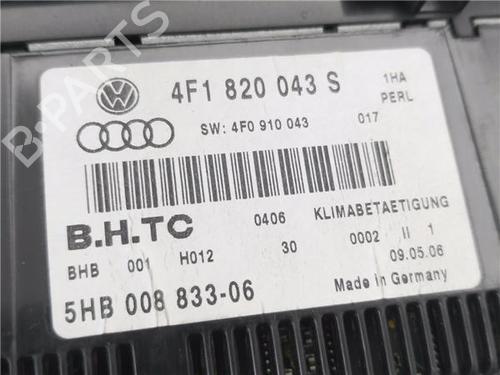 4F1 820 043 S
1HA
PERL
SW: 4F0 910 043
017
B.H.TC
0406
KLIMABETAETIGUNG
BHB 001 H012 30 0002 II 1
09.05.06
5HB 008 833-06
Made in Germany
B-PARTS